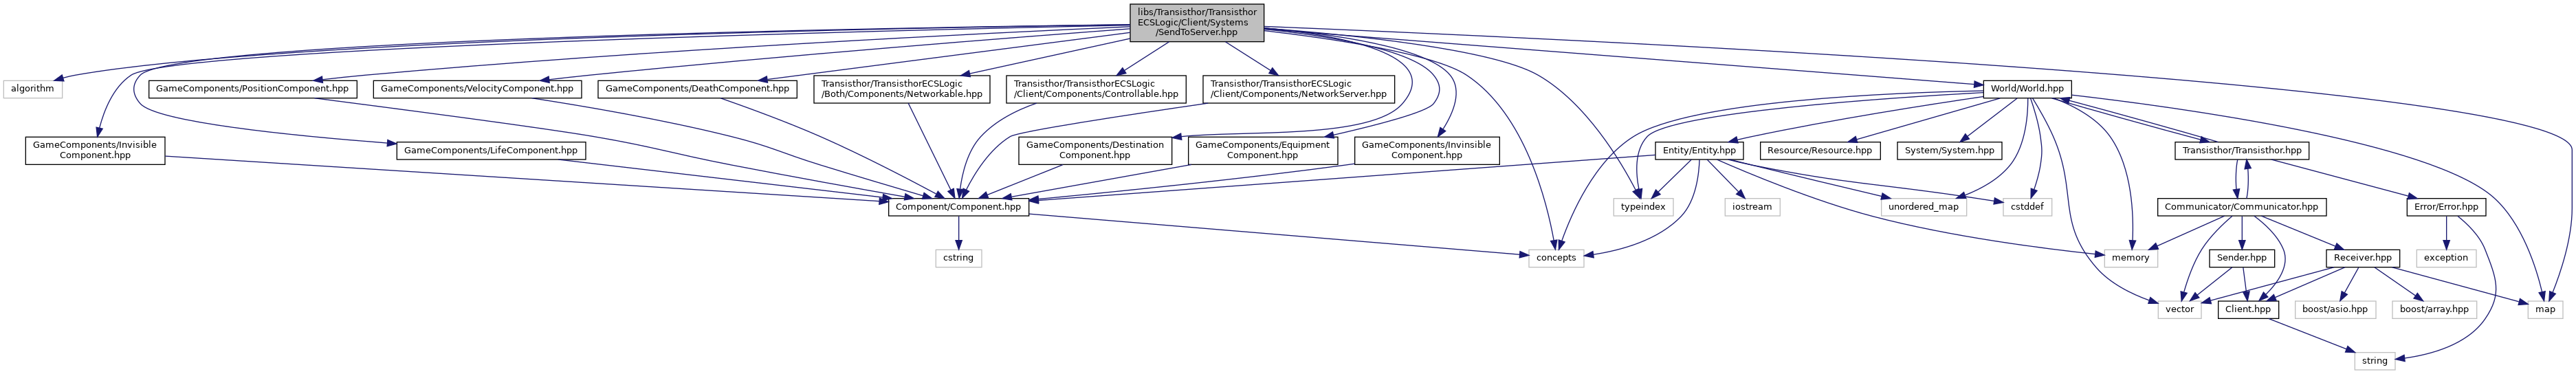 libs/Transisthor/Transisthor
ECSLogic/Client/Systems
/SendToServer.hpp
algorithm
GameComponents/PositionComponent.hpp
GameComponents/VelocityComponent.hpp
GameComponents/DeathComponent.hpp
Transisthor/TransisthorECSLogic
/Both/Components/Networkable.hpp
Transisthor/TransisthorECSLogic
/Client/Components/Controllable.hpp
Transisthor/TransisthorECSLogic
/Client/Components/NetworkServer.hpp
World/World.hpp
GameComponents/Invisible
Component.hpp
GameComponents/LifeComponent.hpp
GameComponents/Destination
Component.hpp
GameComponents/Equipment
Component.hpp
GameComponents/Invinsible
Component.hpp
Entity/Entity.hpp
Resource/Resource.hpp
System/System.hpp
Transisthor/Transisthor.hpp
Component/Component.hpp
typeindex
iostream
unordered_map
cstddef
Communicator/Communicator.hpp
Error/Error.hpp
cstring
concepts
memory
Sender.hpp
Receiver.hpp
exception
vector
Client.hpp
boost/asio.hpp
boost/array.hpp
map
string